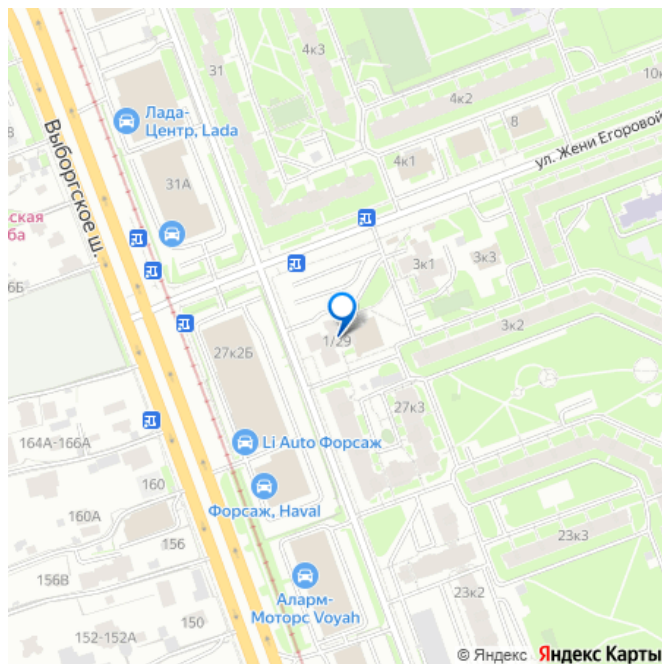 4к3
31
10к
4к2
Лада-
Центр, Lada
8
ул. Жени Егоровой
Выборгское ш.
4к1
31А
ская
ба
3к1
3к3
6Б
3к2
1/29
27к2Б
27к3
164А-166А
Li Auto Форсаж
160
Форсаж, Haval
160А
156
23к3
156В
Аларм-
Моторс Voyah
23к2
150
152-152А
© Яндекс Яндекс Карты